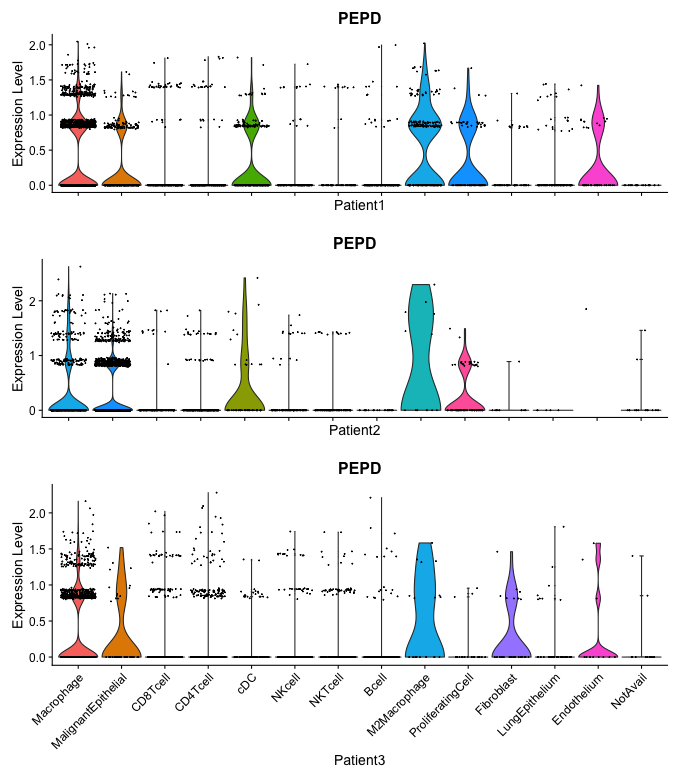 PEPD
Expression Level
2.0
1.5
1.0
0.5
0.0
Patient1
PEPD
Expression Level
2
1
0
Patient2
PEPD
Expression Level
2.0
1.5
1.0
0.5
0.0
Macrophage
MalignantEpithelial
CD8Tcell
CD4Tcell
cDC
NKcell
NKTcell
Bcell
M2Macrophage
ProliferatingCell
Fibroblast
LungEpithelium
Endothelium
NotAvail
Patient3